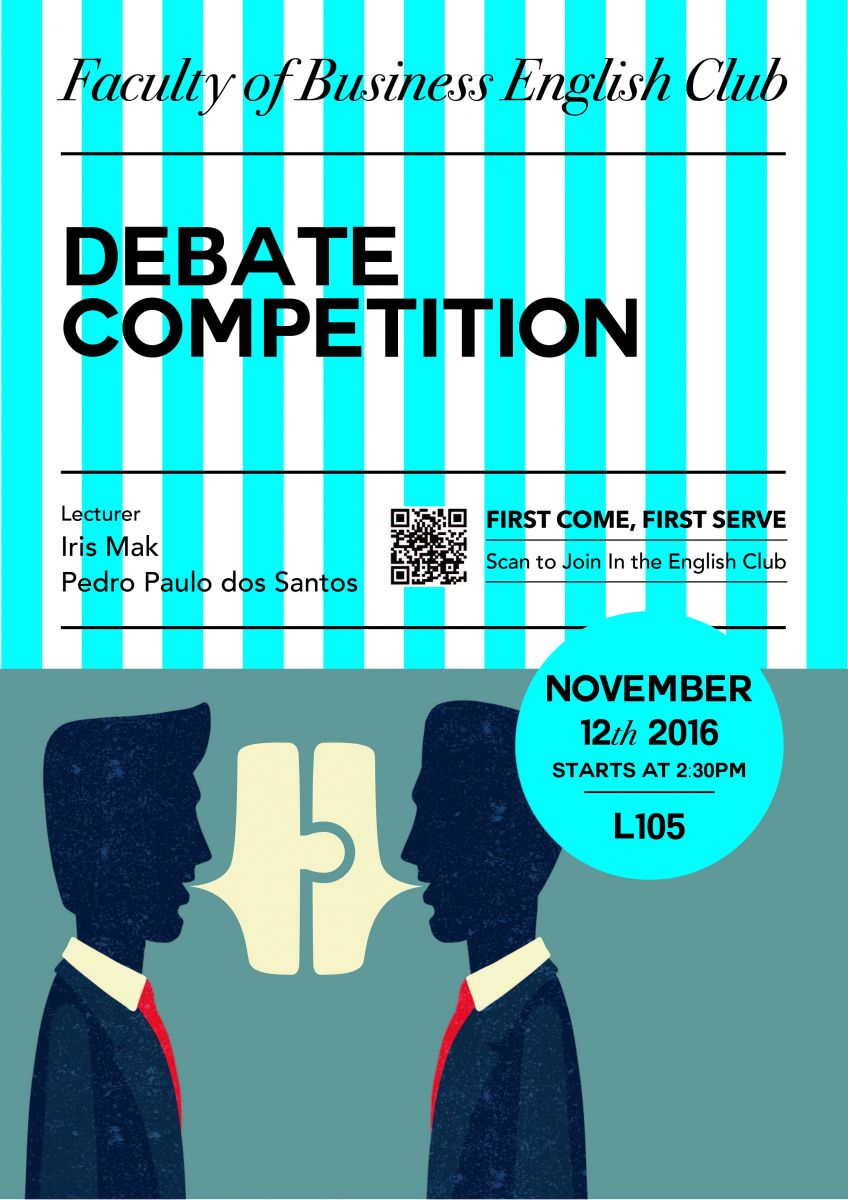 Faculty of Business English Club
DEBATE
COMPETITION
Lecturer
Iris Mak
Pedro Paulo dos Santos
FIRST COME, FIRST SERVE
Scan to Join In the English Club
NOVEMBER
12th 2016
STARTS AT 2:30PM
L105